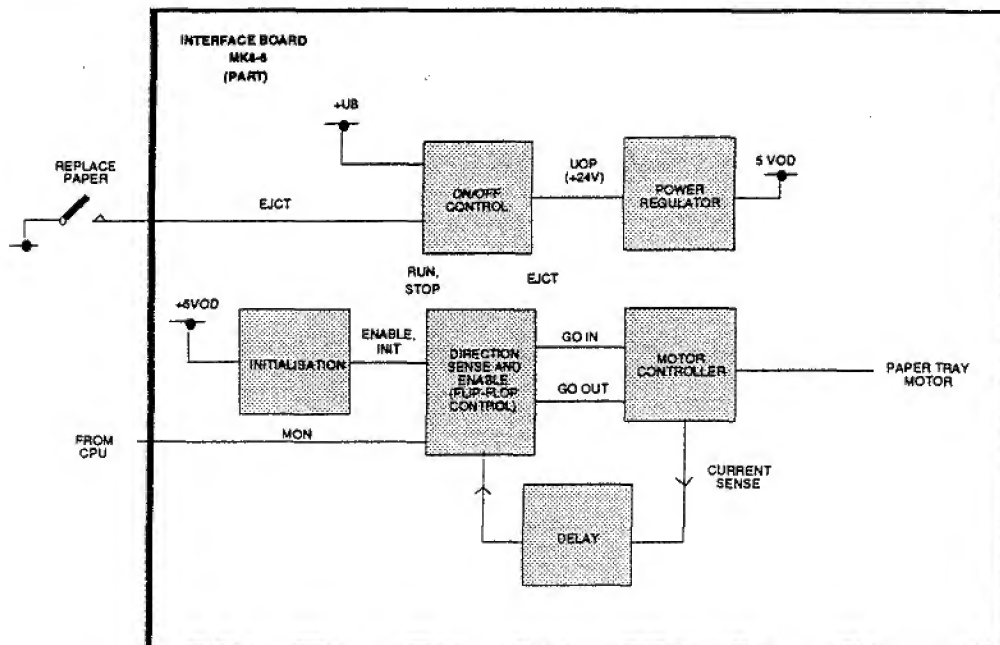 INTERFACE BOARD
MK8-6
(PART)
+UB
REPLACE
PAPER
EJCT
ON/OFF
CONTROL
UOP
(+24V)
POWER
REGULATOR
5 VOD
RUN,
STOP
EJCT
+5VOD
INITIALISATION
ENABLE,
INIT
DIRECTION
SENSE AND
ENABLE
(FLIP-FLOP
CONTROL)
GO IN
GO OUT
MOTOR
CONTROLLER
PAPER TRAY
MOTOR
FROM
CPU
MON
CURRENT
SENSE
DELAY